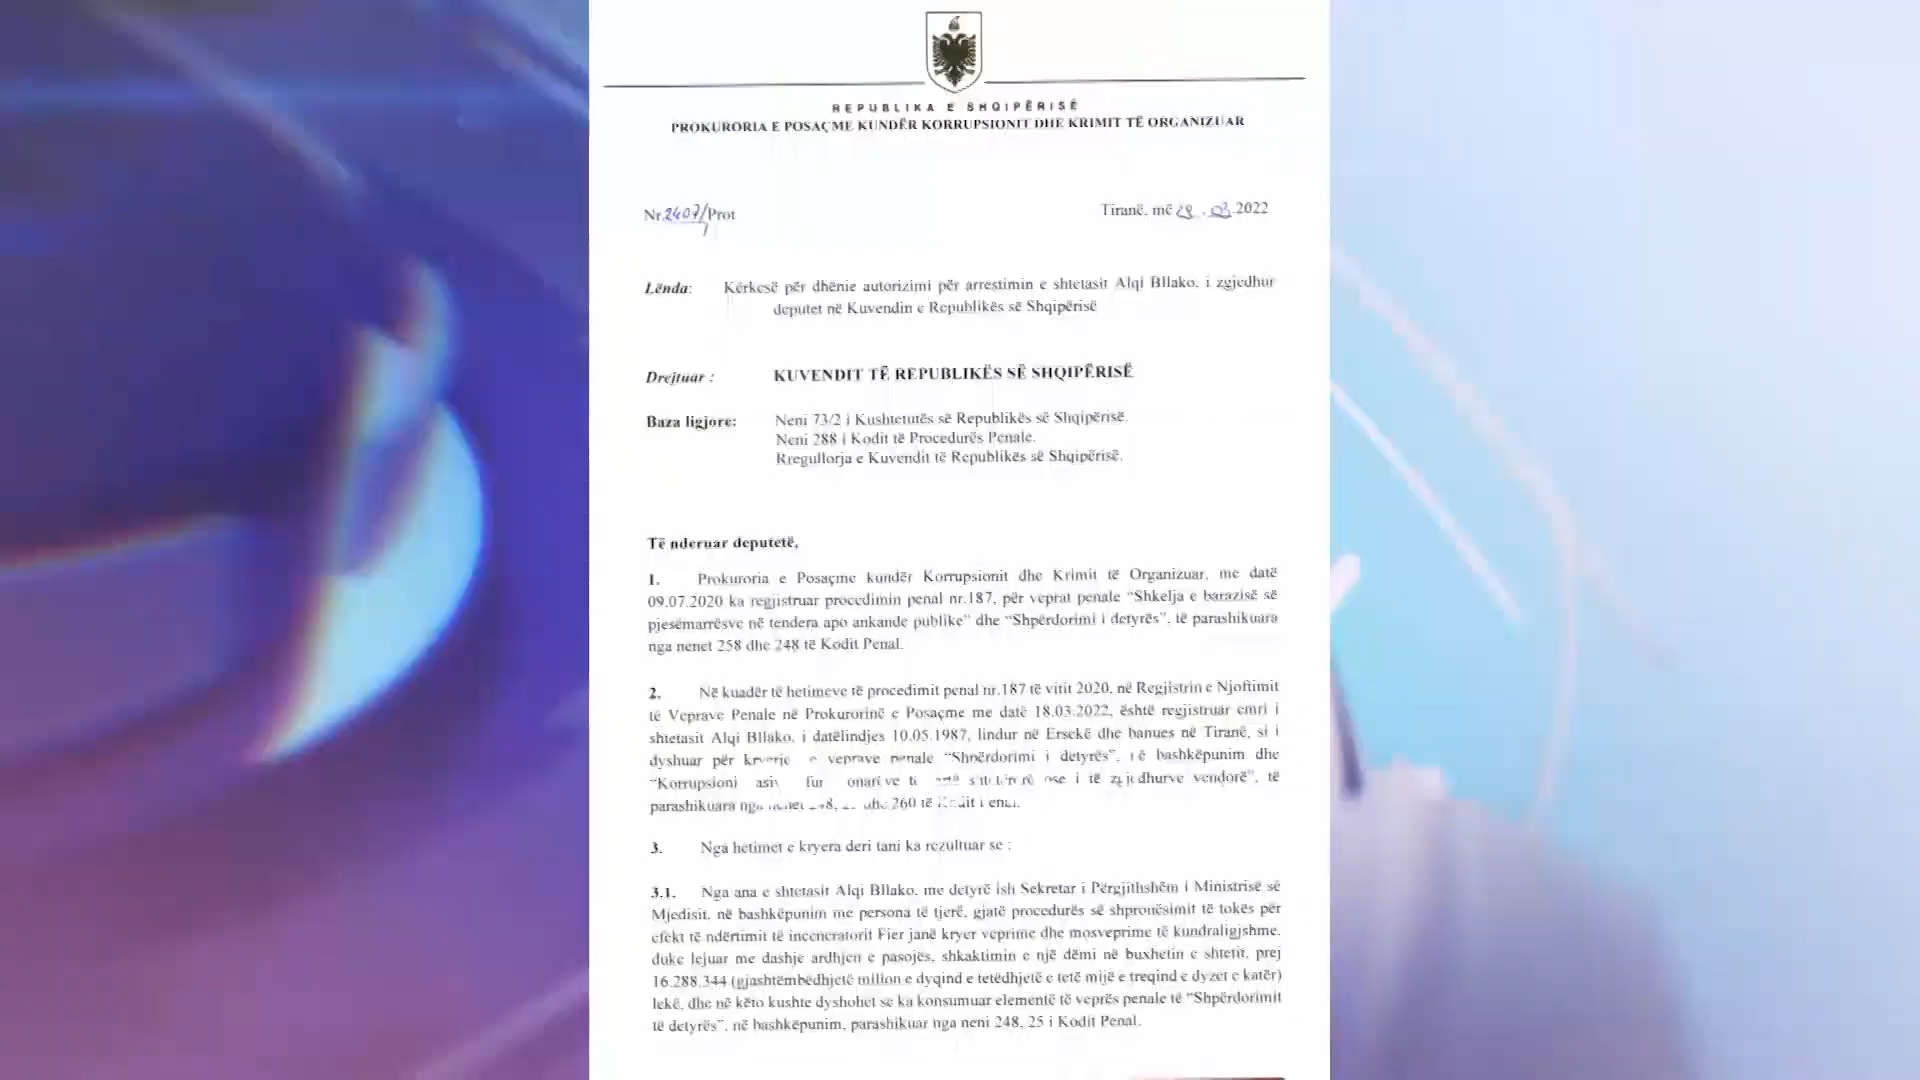 REPUBLIKA E SHQIPËRISË
PROKURORIA E POSAÇME KUNDËR KORRUPSIONIT DHE KRIMIT TË ORGANIZUAR
Nr.2407/Prot
Tiranë, më .2022
Lënda: Kërkesë për dhënie autorizimi për arrestimin e shtetasit Alqi Bllako, i zgjedhur
deputet në Kuvendin e Republikës së Shqipërisë
Drejtuar : KUVENDIT TË REPUBLIKËS SË SHQIPËRISË
Baza ligjore: Neni 73/2 i Kushtetutës së Republikës së Shqipërisë.
Neni 288 i Kodit të Procedurës Penale.
Rregullorja e Kuvendit të Republikës së Shqipërisë.
Të nderuar deputetë,
1. Prokuroria e Posaçme kundër Korrupsionit dhe Krimit të Organizuar, me datë
09.07.2020 ka regjistruar procedimin penal nr.187, për veprat penale “Shkelja e barazisë së
pjesëmarrësve në tendera apo ankande publike” dhe “Shpërdorimi i detyrës”, të parashikuara
nga nenet 258 dhe 248 të Kodit Penal.
2. Në kuadër të hetimeve të procedimit penal nr.187 të vitit 2020, në Regjistrin e Njoftimit
të Veprave Penale në Prokurorinë e Posaçme me datë 18.03.2022, është regjistruar emri i
shtetasit Alqi Bllako, i datëlindjes 10.05.1987, lindur në Ersekë dhe banues në Tiranë, si i
dyshuar për e veprave penale “Shpërdorimi i detyrës”, në bashkëpunim dhe
“Korrupsioni ose i të zgjedhurve vendorë”, të
parashikuara nga nenet dhe 260 të Kodit Penal.
3. Nga hetimet e kryera deri tani ka rezultuar se :
3.1. Nga ana e shtetasit Alqi Bllako, me detyrë ish Sekretar i Përgjithshëm i Ministrisë së
Mjedisit, në bashkëpunim me persona të tjerë, gjatë procedurës së shpronësimit të tokës për
efekt të ndërtimit të inceneratorit Fier janë kryer veprime dhe mosveprime të kundraligjshme,
duke lejuar me dashje ardhjen e pasojës, shkaktimin e një dëmi në buxhetin e shtetit, prej
16.288.344 (gjashtëmbëdhjetë milion e dyqind e tetëdhjetë e tetë mijë e treqind e dyzet e katër)
lekë, dhe në këto kushte dyshohet se ka konsumuar elementë të veprës penale të “Shpërdorimit
të detyrës”, në bashkëpunim, parashikuar nga neni 248, 25 i Kodit Penal.